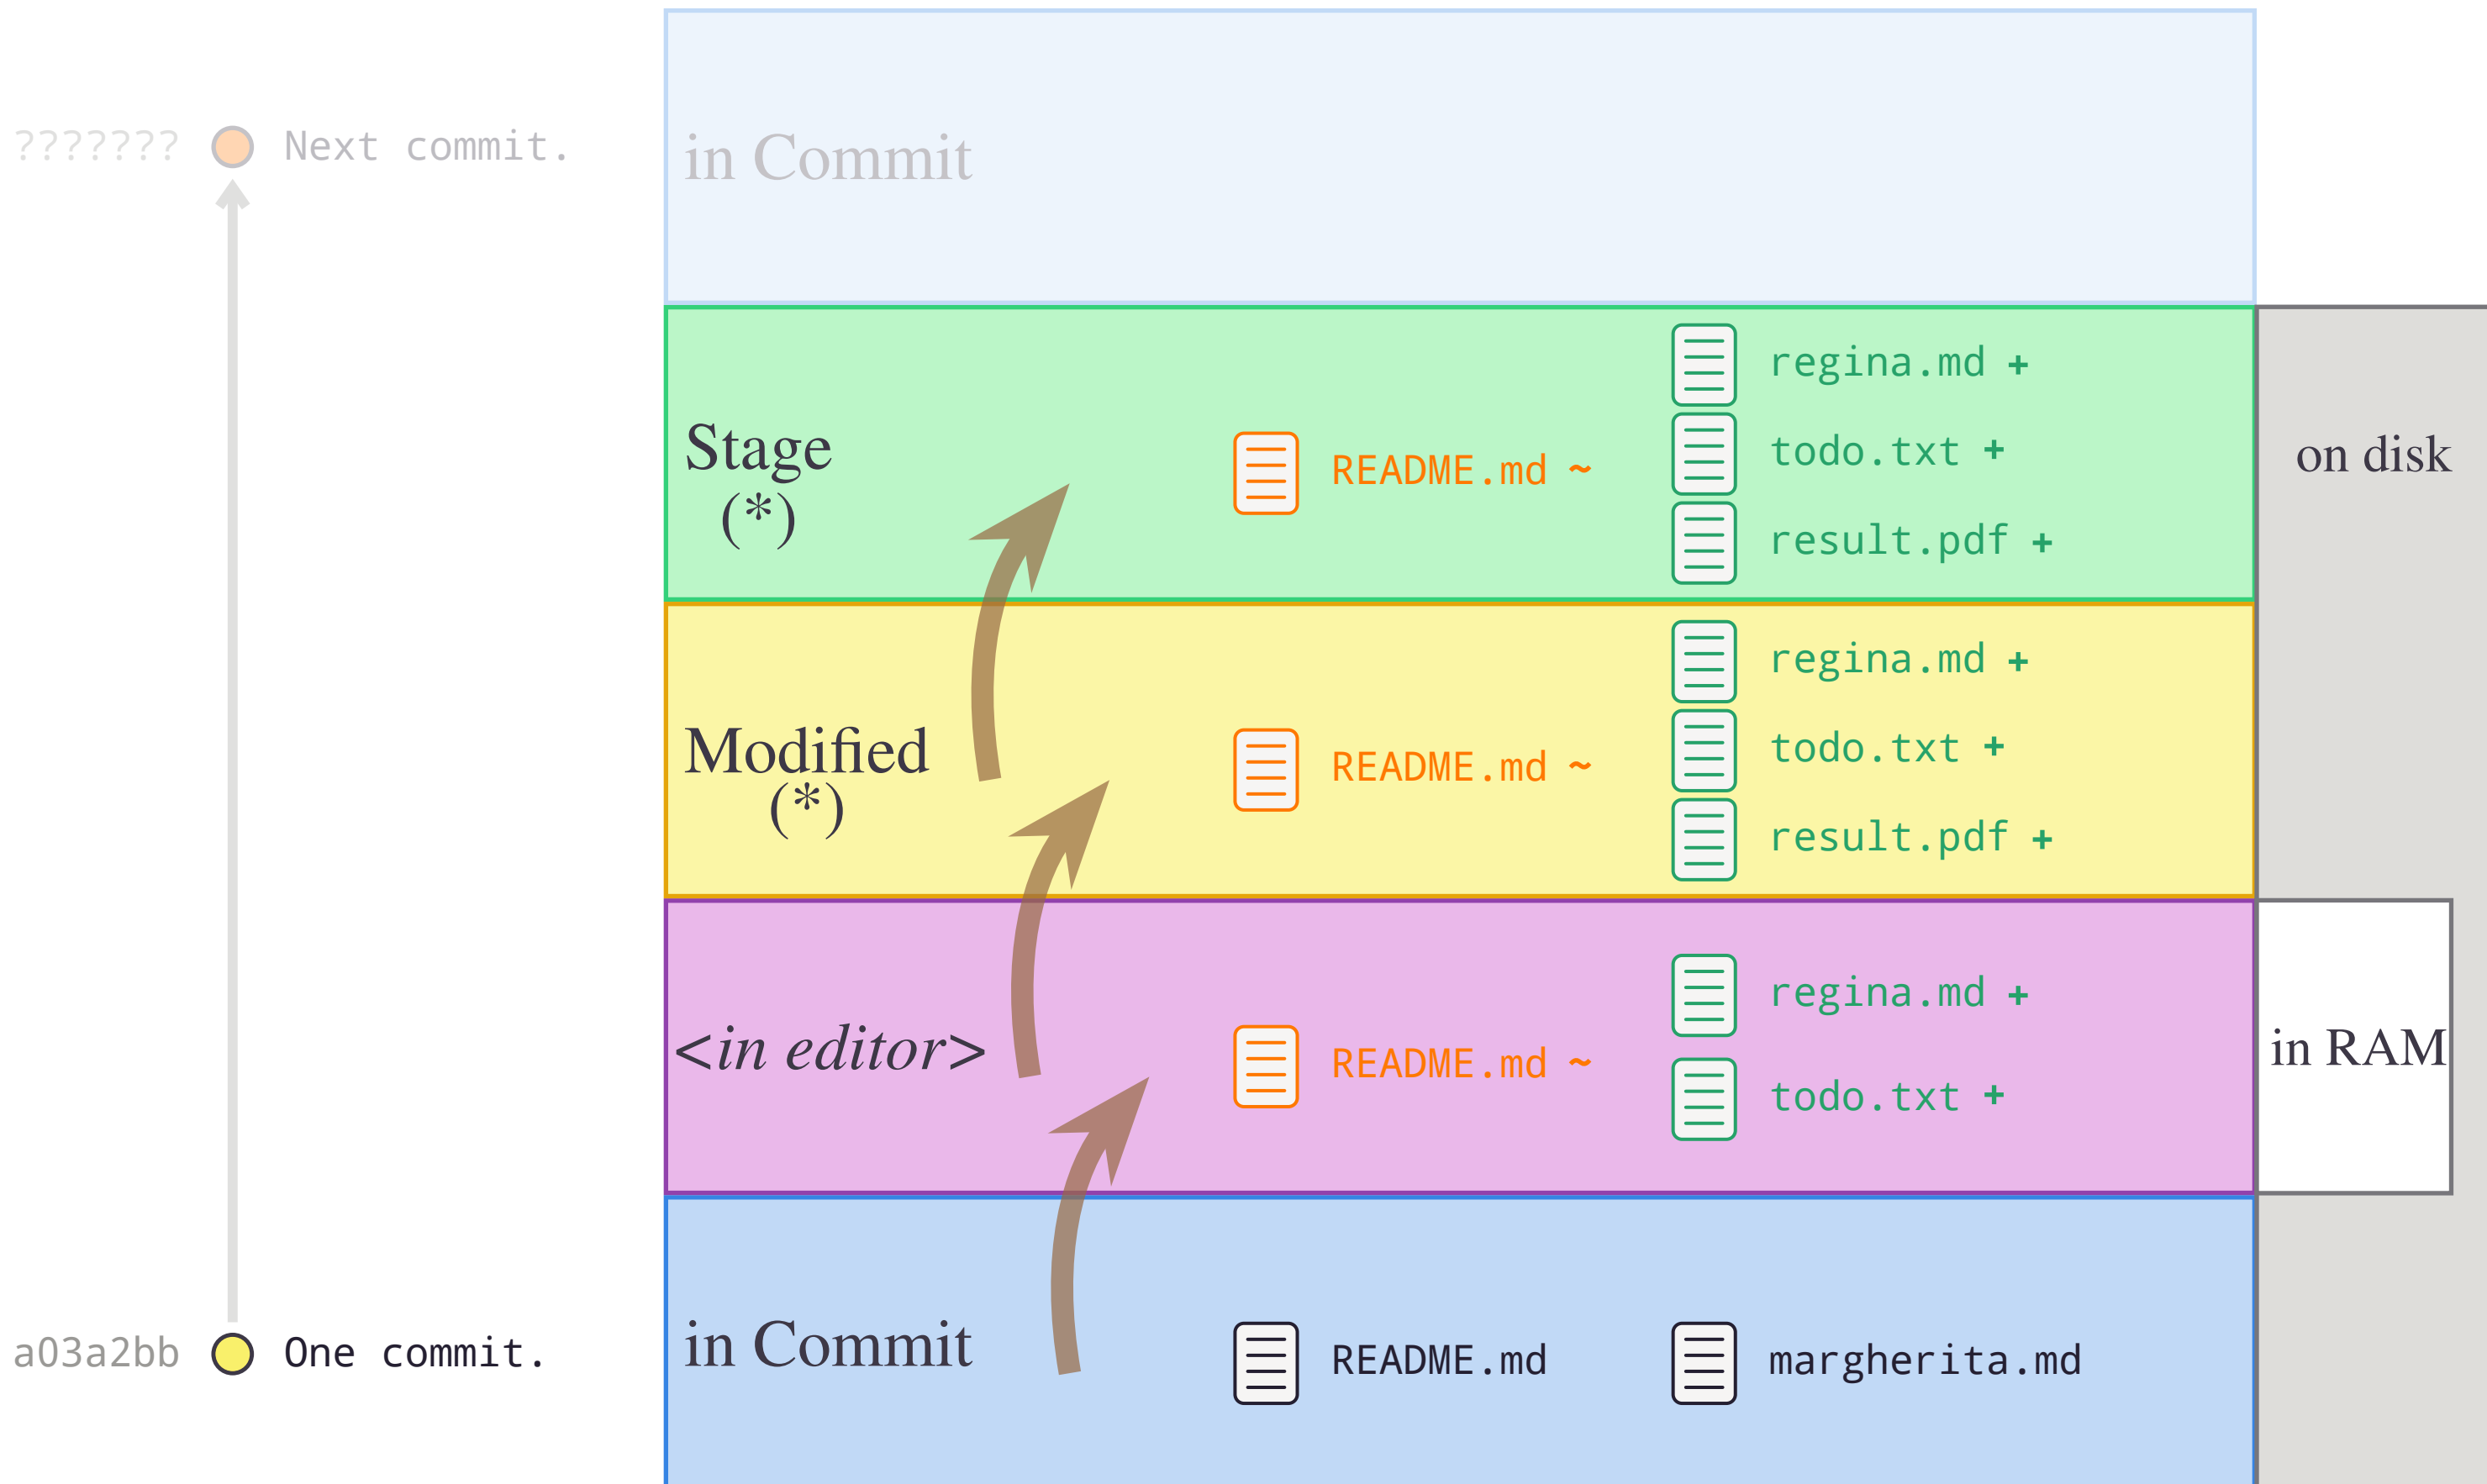 ??????? Next commit.
in Commit
Stage
(*)
README.md ~
regina.md +
todo.txt +
result.pdf +
on disk
Modified
(*)
README.md ~
regina.md +
todo.txt +
result.pdf +
<in editor>
README.md ~
regina.md +
todo.txt +
in RAM
a03a2bb One commit.
in Commit
README.md
margherita.md